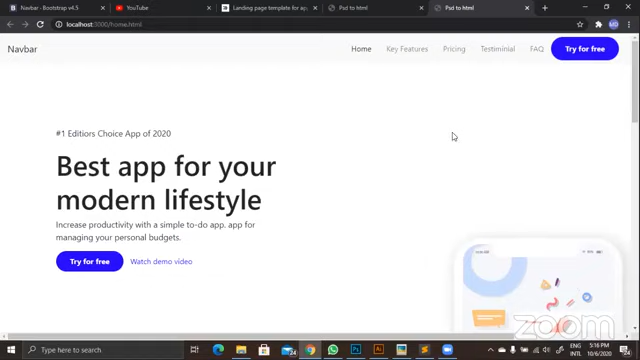 Navbar - Bootstrap v4.5
YouTube
Landing page template for ap
Psd to html
Psd to html
localhost:3000/home.html
MD
Navbar
Home
Key Features
Pricing
Testiminial
FAQ
Try for free
#1 Editiors Choice App of 2020
Best app for your
modern lifestyle
Increase productivity with a simple to-do app. app for
managing your personal budgets.
Try for free
Watch demo video
zoom
Type here to search
24
ENG
INTL
5:16 PM
10/6/2020